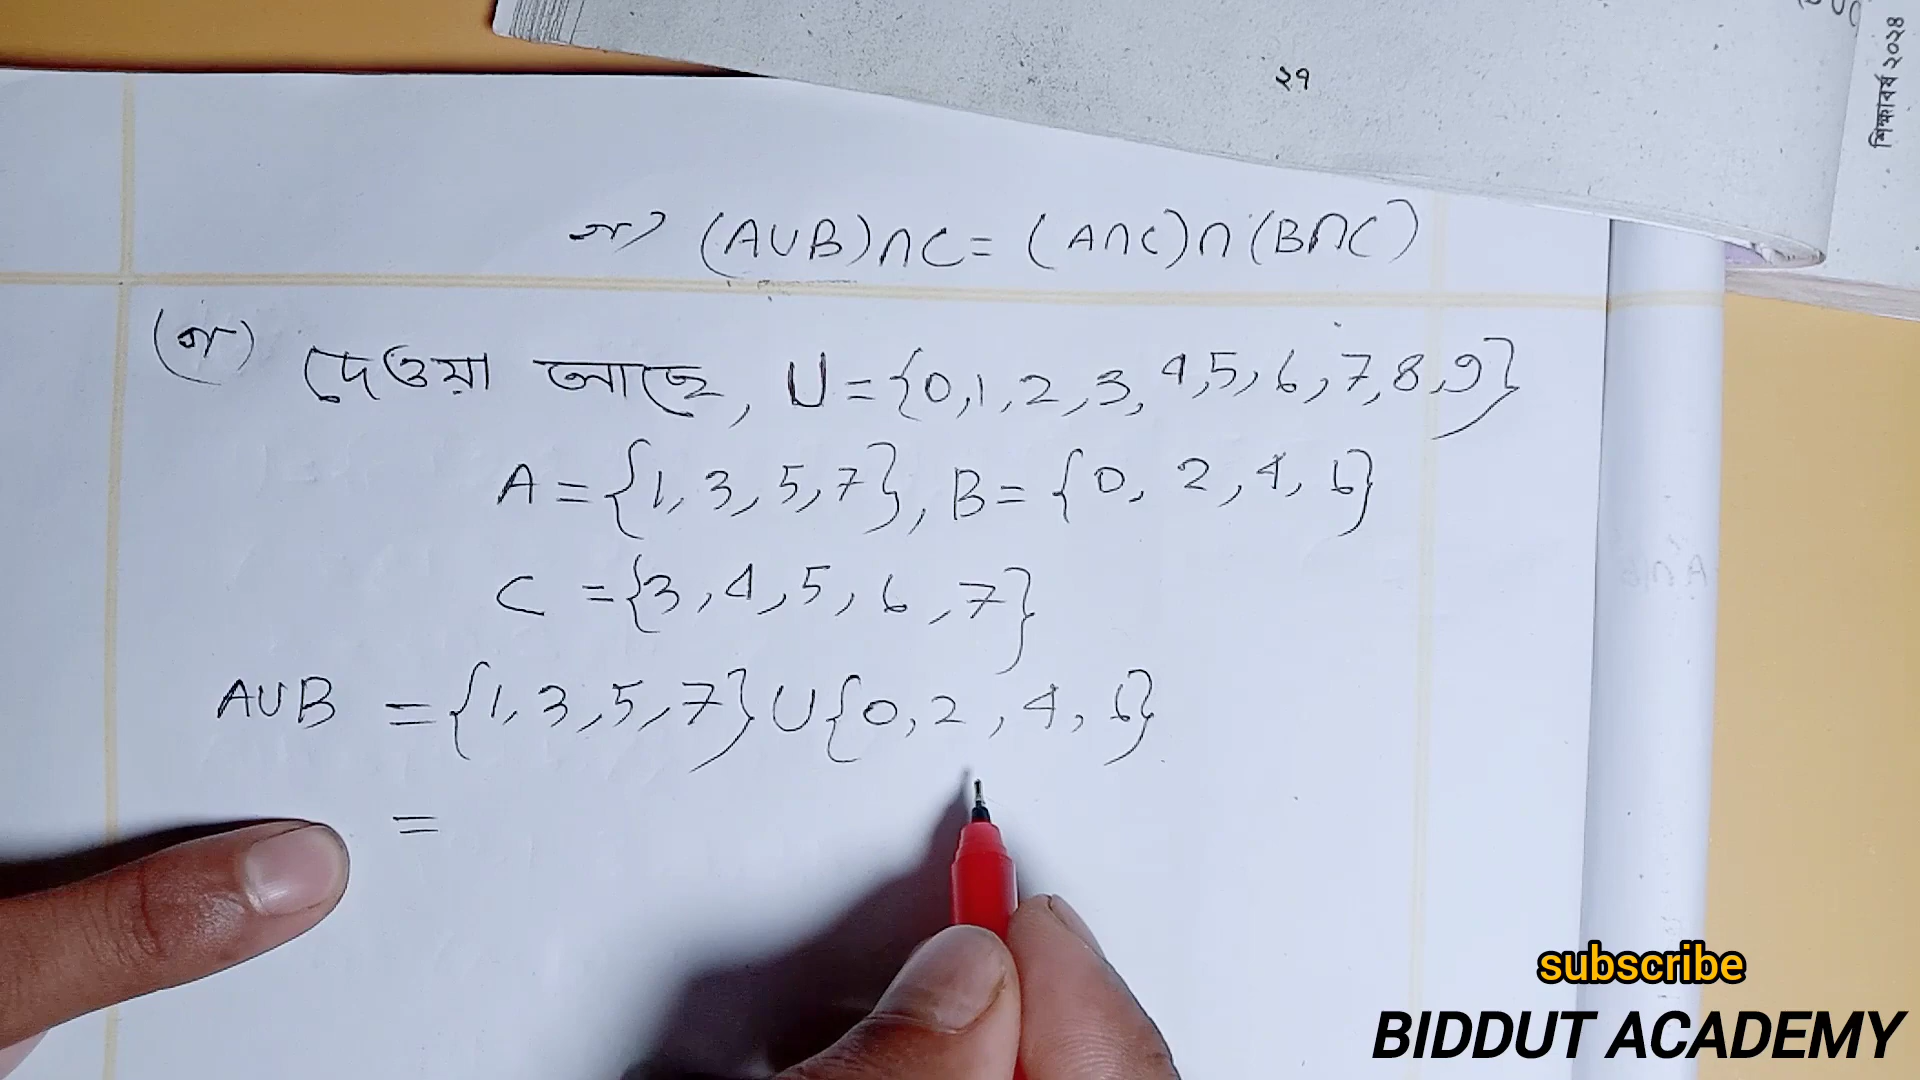 ২৭
শিক্ষাবর্ষ ২০২৪
গ) (A∪B)∩C = (A∩C)∩(B∩C)
(গ) দেওয়া আছে, U = {0,1,2,3,4,5,6,7,8,9}
A = {1,3,5,7}, B = {0,2,4,6}
C = {3,4,5,6,7}
A∪B = {1,3,5,7}∪{0,2,4,6}
=
subscribe
BIDDUT ACADEMY